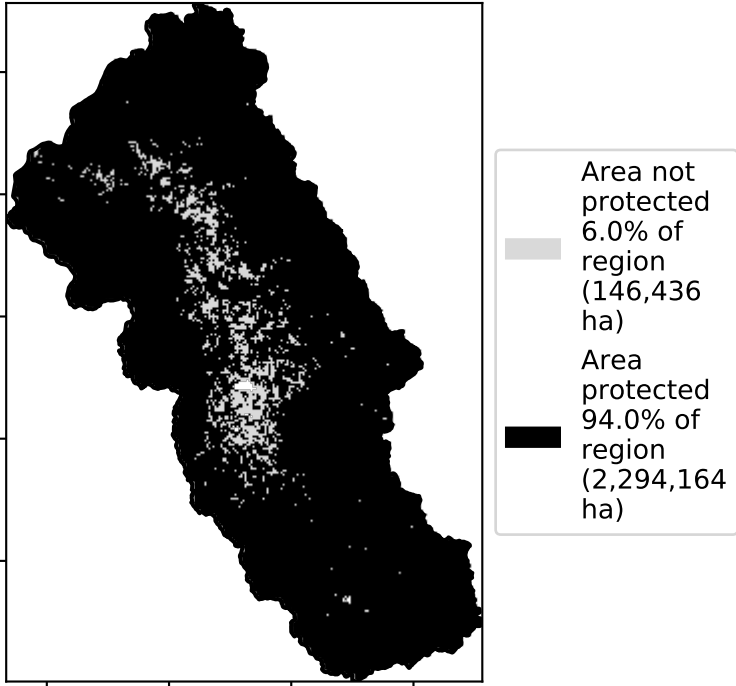 Area not
protected
6.0% of
region
(146,436
ha)
Area
protected
94.0% of
region
(2,294,164
ha)